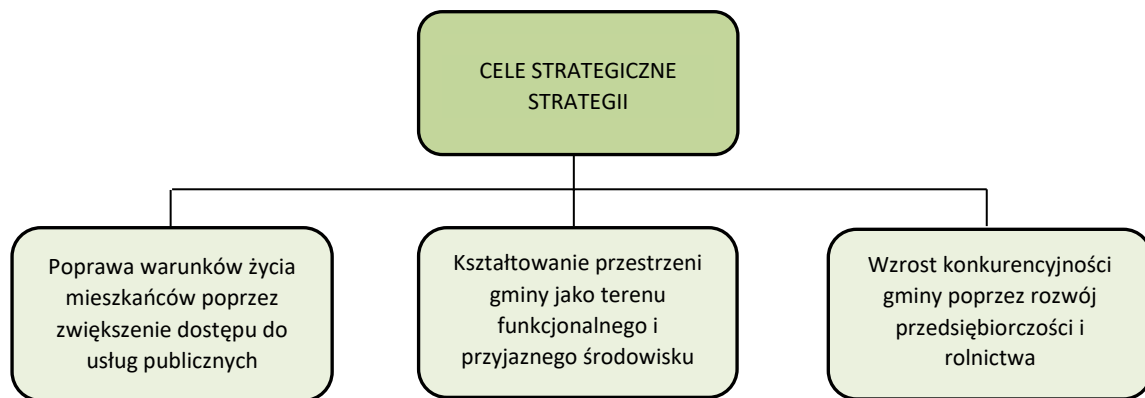 CELE STRATEGICZNE
STRATEGII
Poprawa warunków życia
mieszkańców poprzez
zwiększenie dostępu do
usług publicznych
Kształtowanie przestrzeni
gminy jako terenu
funkcjonalnego i
przyjaznego środowisku
Wzrost konkurencyjności
gminy poprzez rozwój
przedsiębiorczości i
rolnictwa